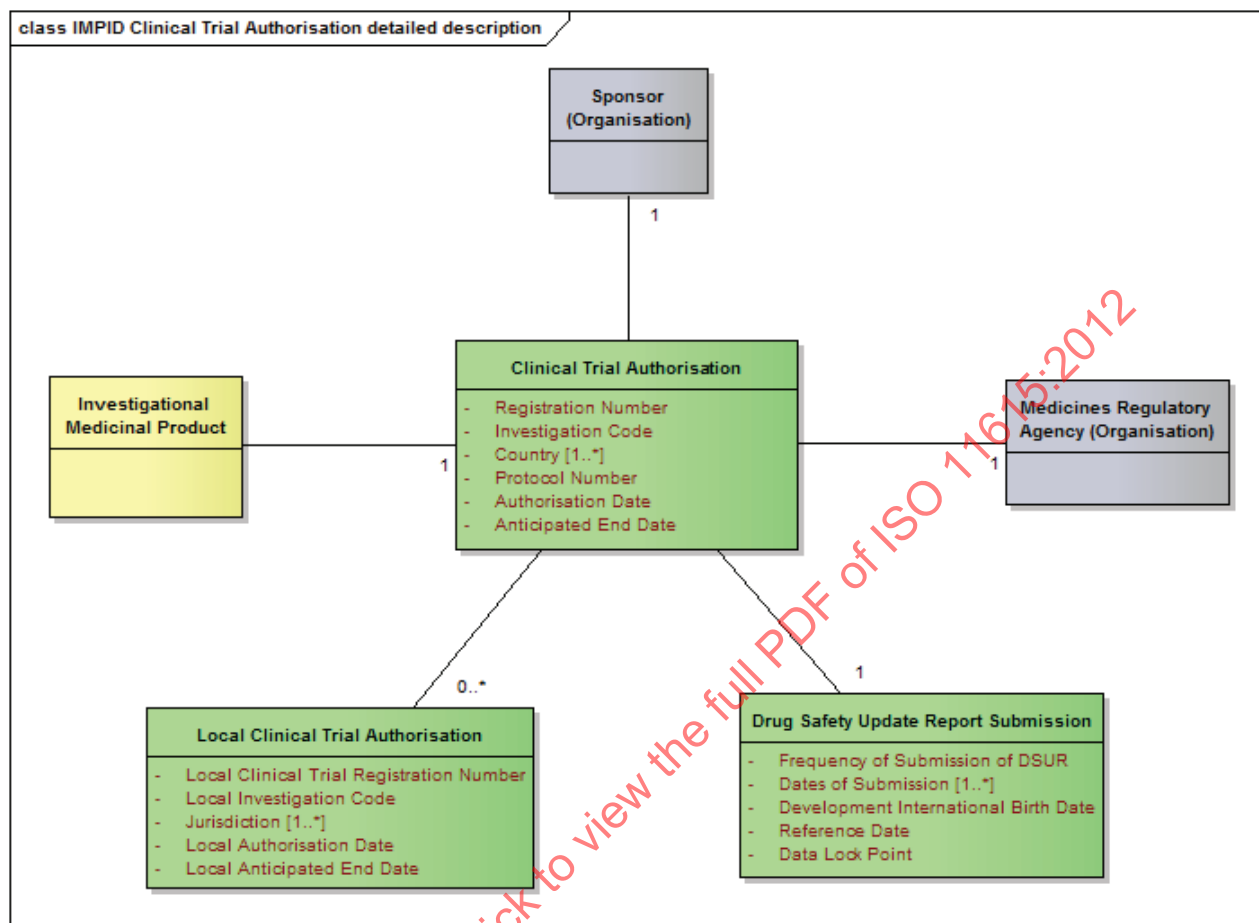 class IMPID Clinical Trial Authorisation detailed description
Sponsor
(Organisation)
1
Clinical Trial Authorisation
- Registration Number
- Investigation Code
- Country [1..*]
- Protocol Number
- Authorisation Date
- Anticipated End Date
Investigational
Medicinal Product
1
Medicines Regulatory
Agency (Organisation)
1
0..*
1
Local Clinical Trial Authorisation
- Local Clinical Trial Registration Number
- Local Investigation Code
- Jurisdiction [1..*]
- Local Authorisation Date
- Local Anticipated End Date
Drug Safety Update Report Submission
- Frequency of Submission of DSUR
- Dates of Submission [1..*]
- Development International Birth Date
- Reference Date
- Data Lock Point
to view the full PDF of ISO 11615:2012